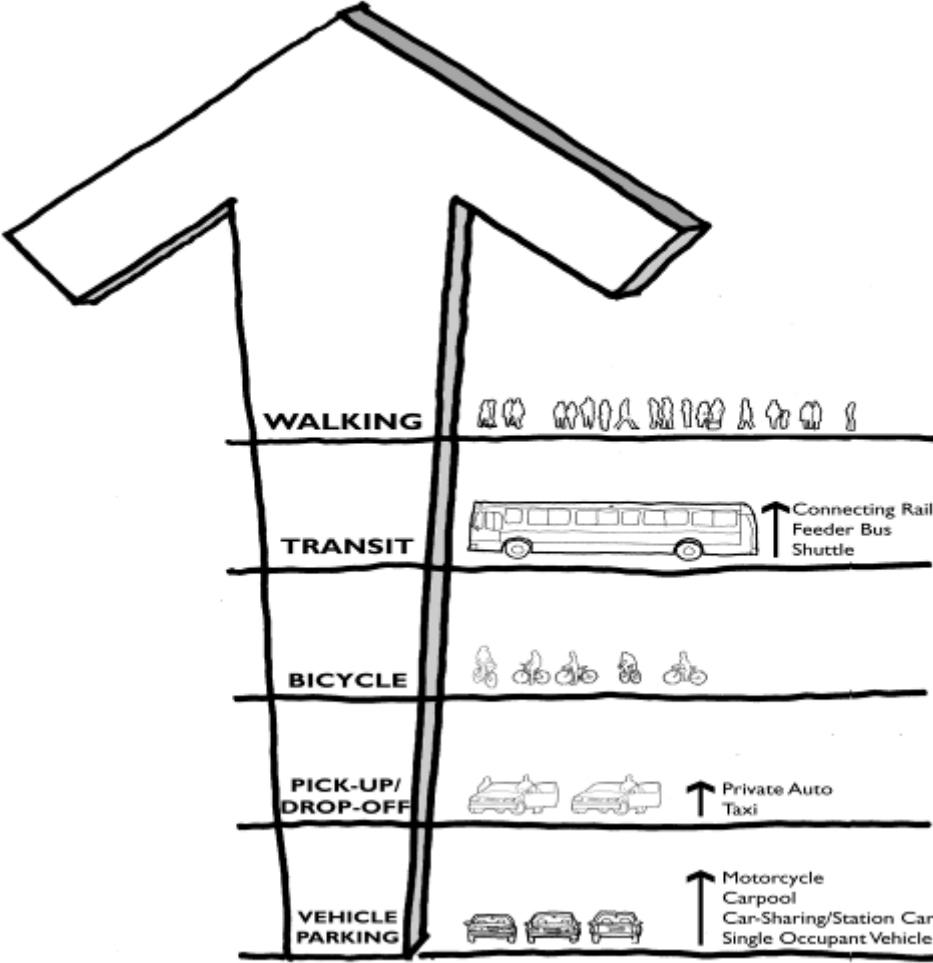 WALKING
TRANSIT
Connecting Rail
Feeder Bus
Shuttle
BICYCLE
PICK-UP/
DROP-OFF
Private Auto
Taxi
VEHICLE
PARKING
Motorcycle
Carpool
Car-Sharing/Station Car
Single Occupant Vehicle